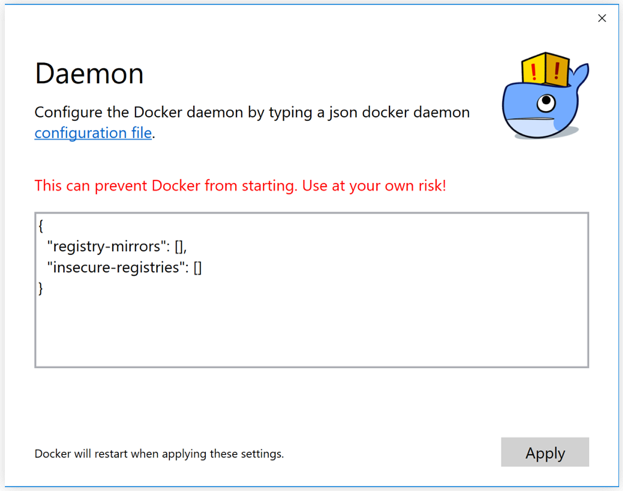 Daemon
Configure the Docker daemon by typing a json docker daemon
configuration file.
This can prevent Docker from starting. Use at your own risk!
{
  "registry-mirrors": [],
  "insecure-registries": []
}
Docker will restart when applying these settings.
Apply
! !